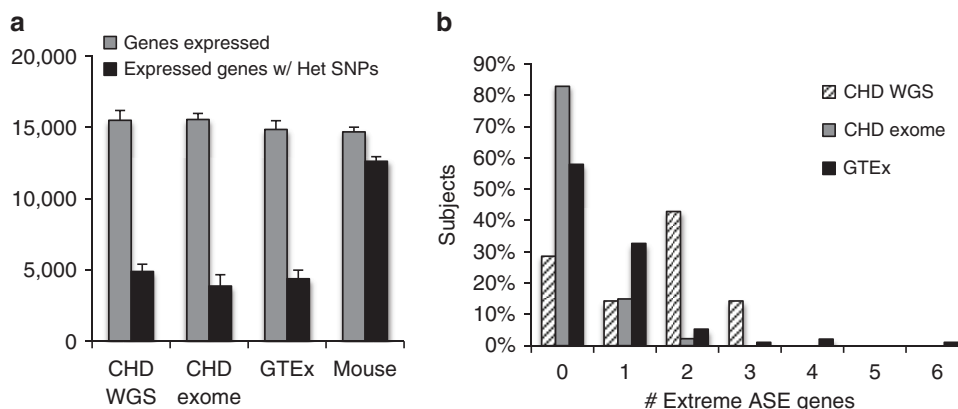 a
Genes expressed
Expressed genes w/ Het SNPs
20,000
15,000
10,000
5,000
0
CHD WGS
CHD exome
GTEx
Mouse
b
90%
80%
70%
60%
50%
40%
30%
20%
10%
0%
Subjects
CHD WGS
CHD exome
GTEx
0 1 2 3 4 5 6
# Extreme ASE genes